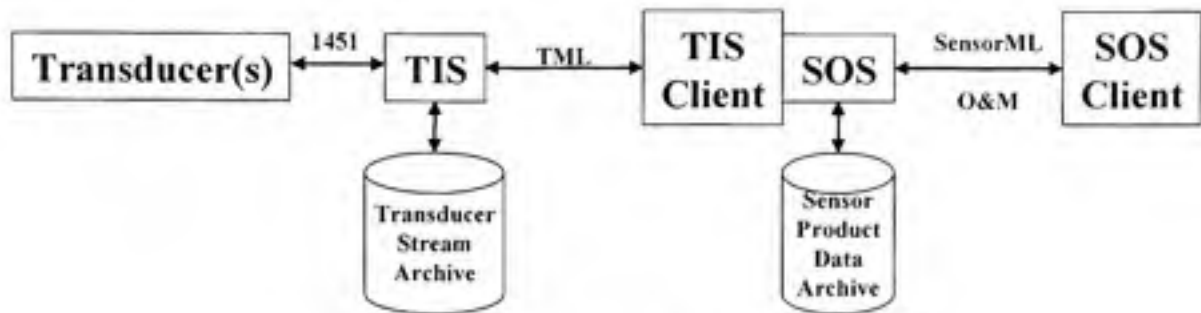 Transducer(s)
1451
TIS
TML
TIS
Client
SOS
SensorML
O&M
SOS
Client
Transducer
Stream
Archive
Sensor
Product
Data
Archive